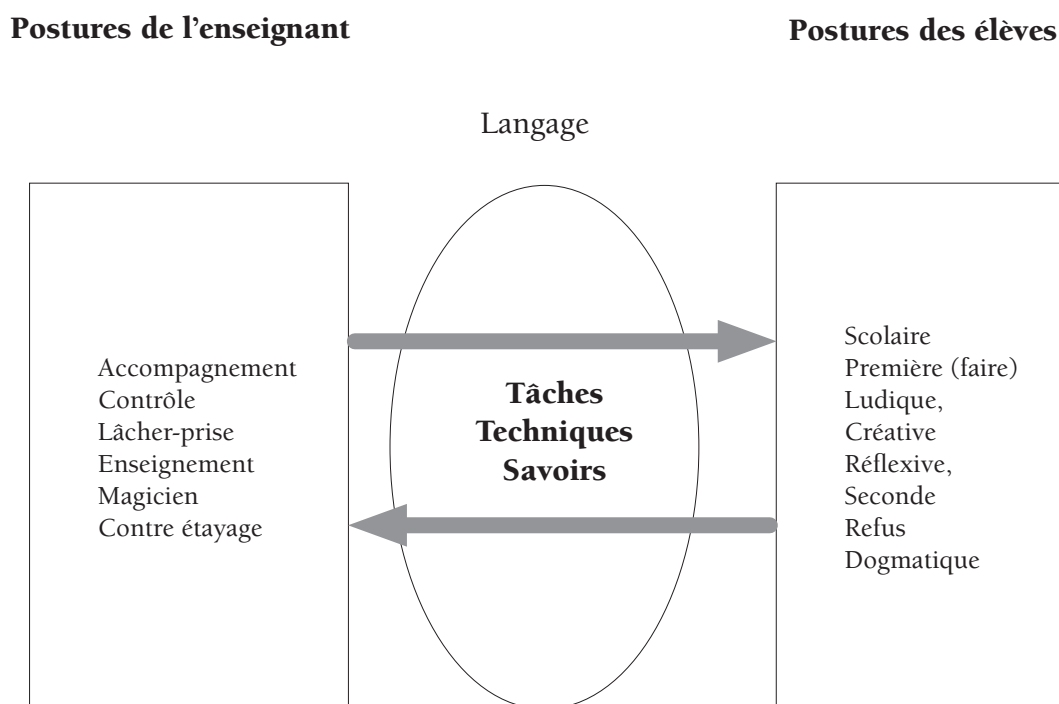 Postures de l'enseignant
Postures des élèves
Langage
Accompagnement
Contrôle
Lâcher-prise
Enseignement
Magicien
Contre étayage
Tâches
Techniques
Savoirs
Scolaire
Première (faire)
Ludique,
Créative
Réflexive,
Seconde
Refus
Dogmatique